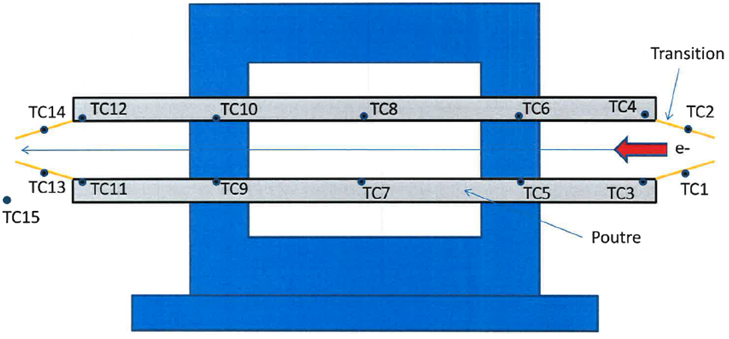 Transition
TC14 TC12 TC10 TC8 TC6 TC4 TC2
e-
TC13 TC11 TC9 TC7 TC5 TC3 TC1
TC15
Poutre